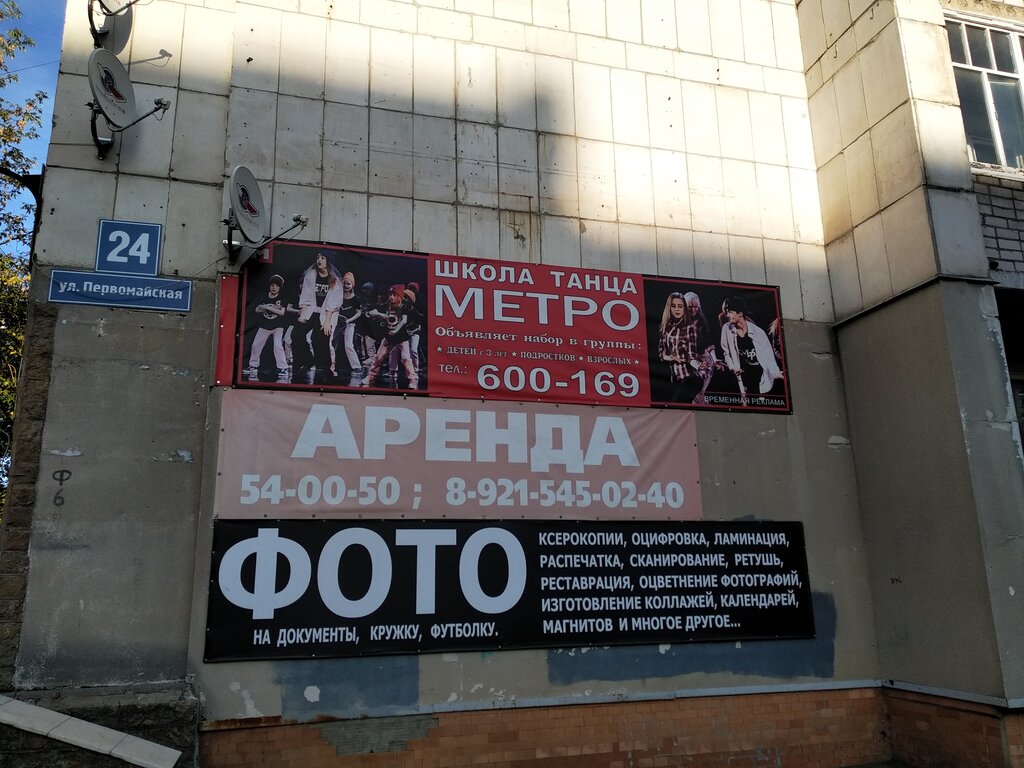 24
ул. Первомайская
ШКОЛА ТАНЦА
МЕТРО
Объявляет набор в группы:
★ ДЕТЕЙ с 3 лет ★ ПОДРОСТКОВ ★ ВЗРОСЛЫХ ★
тел.: 600-169
ВРЕМЕННАЯ РЕКЛАМА
АРЕНДА
54-00-50 ; 8-921-545-02-40
ФОТО
НА ДОКУМЕНТЫ, КРУЖКУ, ФУТБОЛКУ.
КСЕРОКОПИИ, ОЦИФРОВКА, ЛАМИНАЦИЯ,
РАСПЕЧАТКА, СКАНИРОВАНИЕ, РЕТУШЬ,
РЕСТАВРАЦИЯ, ОЦВЕТНЕНИЕ ФОТОГРАФИЙ,
ИЗГОТОВЛЕНИЕ КОЛЛАЖЕЙ, КАЛЕНДАРЕЙ,
МАГНИТОВ И МНОГОЕ ДРУГОЕ...
Ф
6